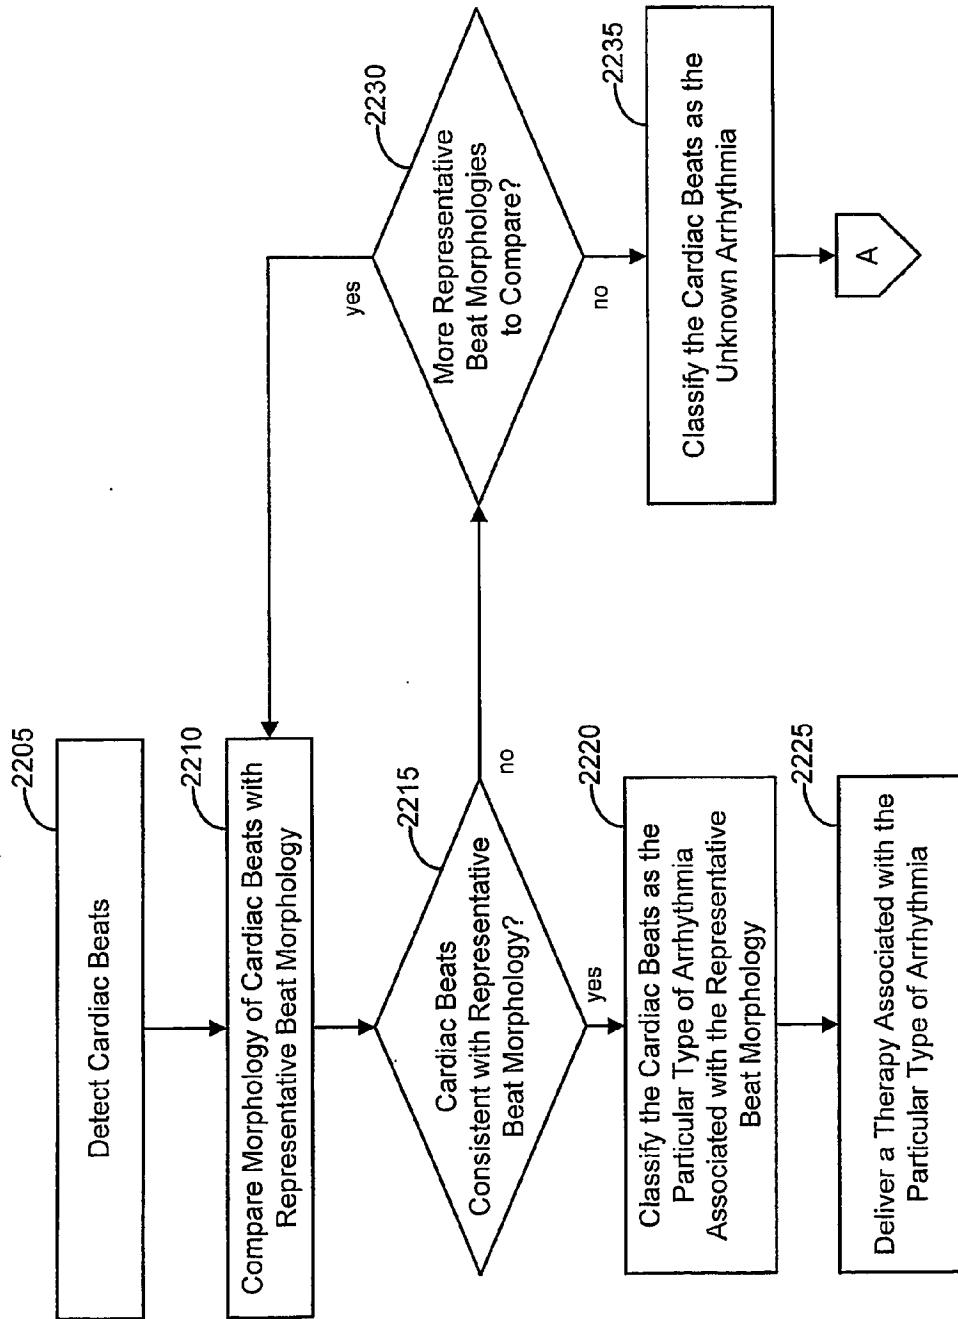 2205
Detect Cardiac Beats
2210
Compare Morphology of Cardiac Beats with
Representative Beat Morphology
2215
Cardiac Beats
Consistent with Representative
Beat Morphology?
no
yes
2220
Classify the Cardiac Beats as the
Particular Type of Arrhythmia
Associated with the Representative
Beat Morphology
2225
Deliver a Therapy Associated with the
Particular Type of Arrhythmia
2230
yes
More Representative
Beat Morphologies
to Compare?
no
2235
Classify the Cardiac Beats as the
Unknown Arrhythmia
A